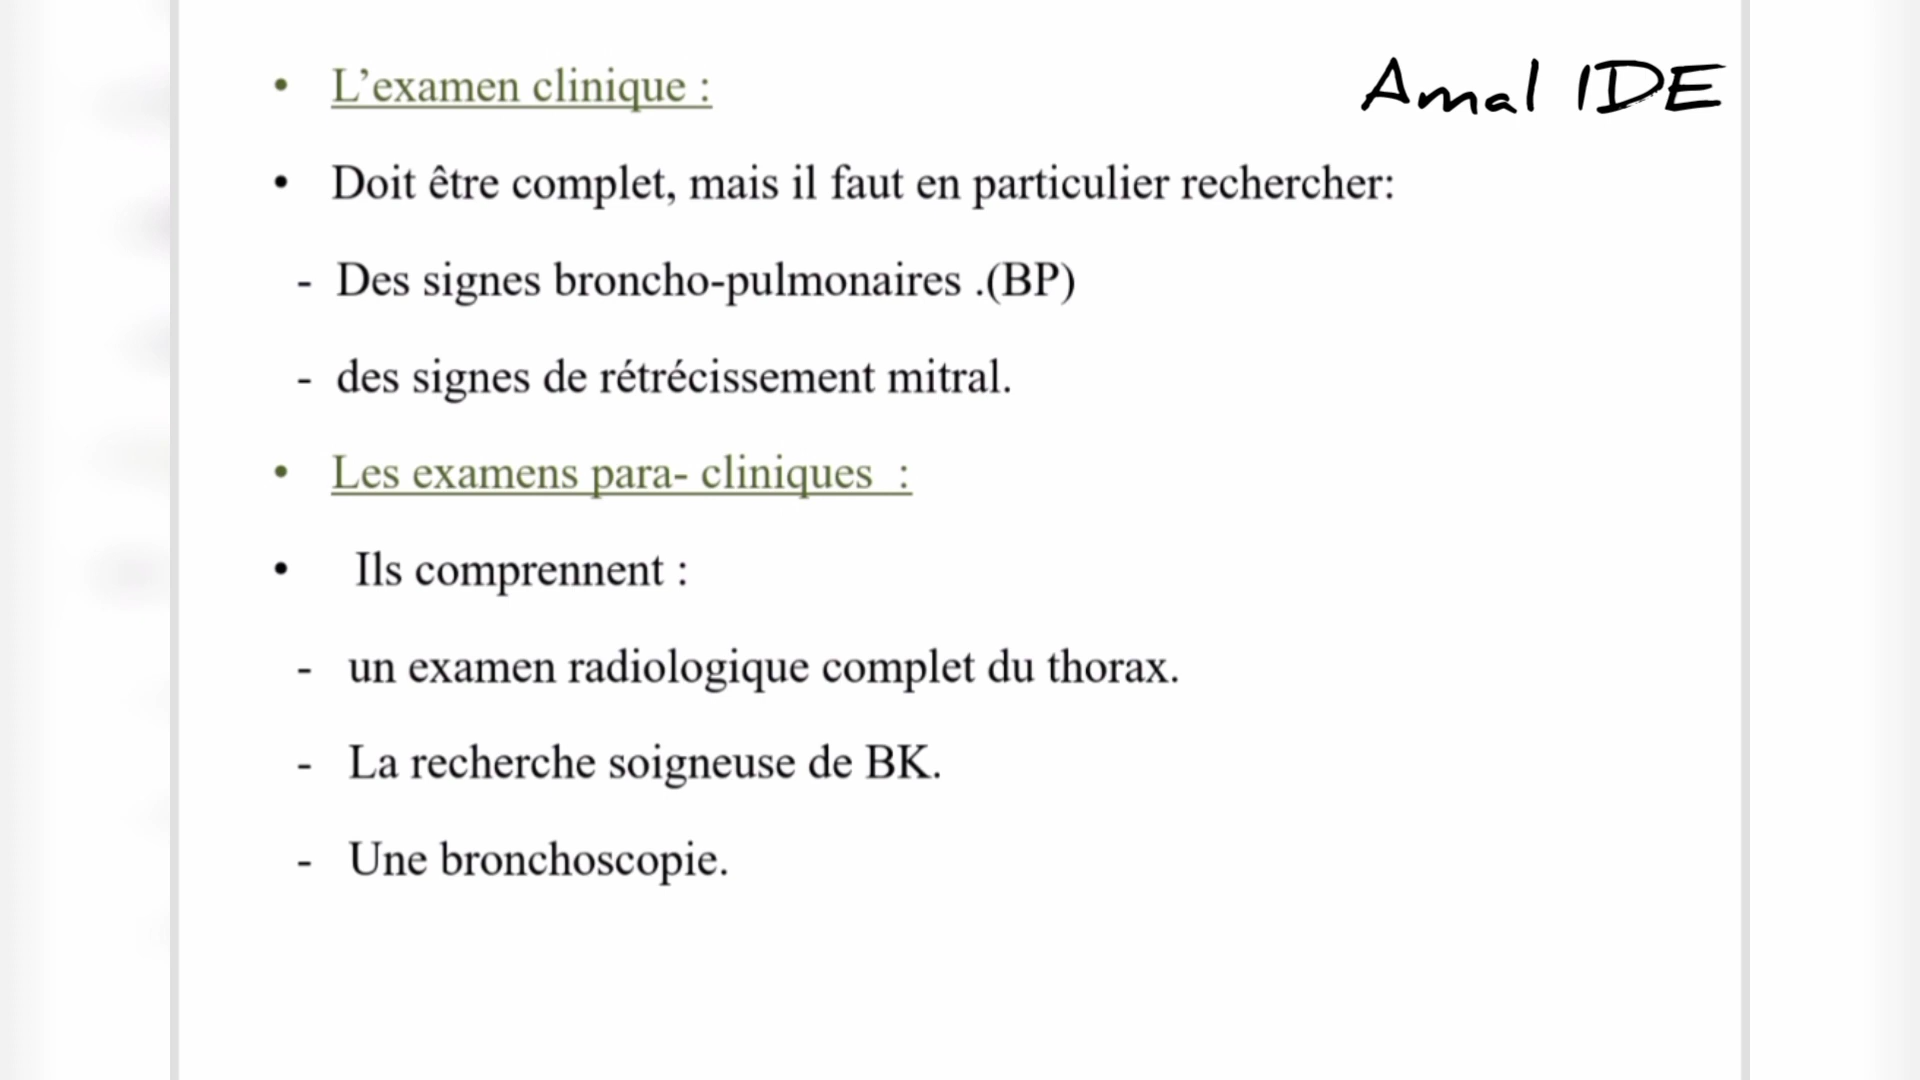 • L’examen clinique :
Amal IDE
• Doit être complet, mais il faut en particulier rechercher:
- Des signes broncho-pulmonaires .(BP)
- des signes de rétrécissement mitral.
• Les examens para- cliniques :
• Ils comprennent :
- un examen radiologique complet du thorax.
- La recherche soigneuse de BK.
- Une bronchoscopie.